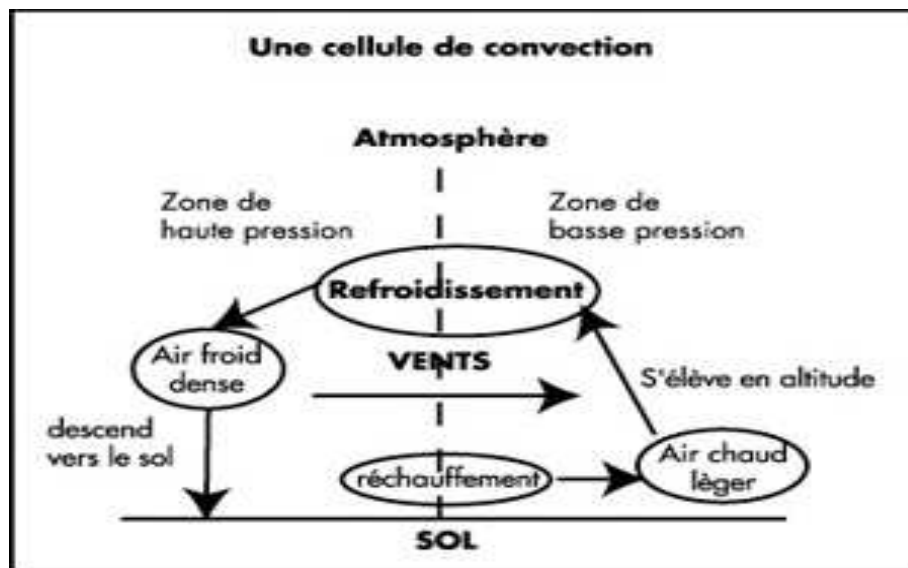 Une cellule de convection
Atmosphère
Zone de
haute pression
Zone de
basse pression
Refroidissement
Air froid
dense
VENTS
S'élève en altitude
descend
vers le sol
réchauffement
Air chaud
lèger
SOL